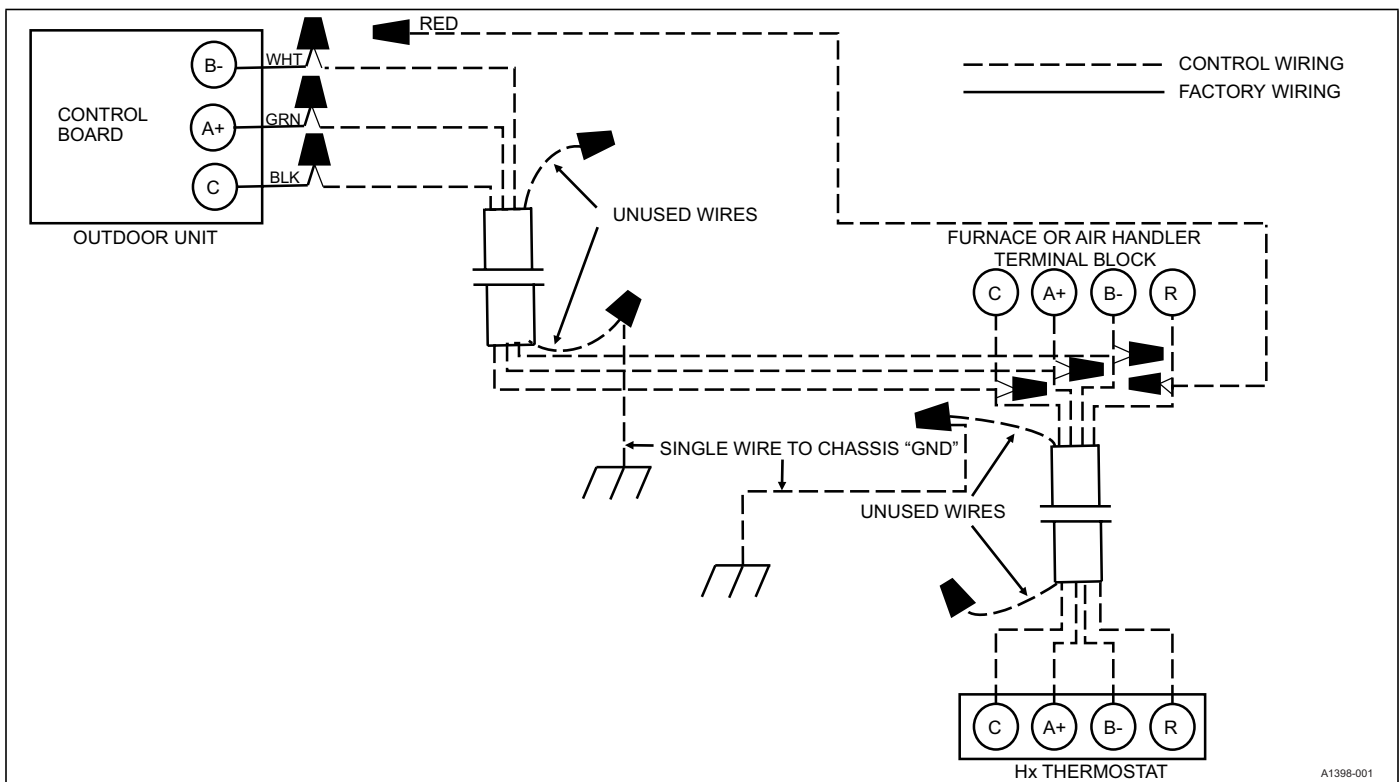 RED
B-
WHT
CONTROL WIRING
FACTORY WIRING
CONTROL
BOARD
A+
GRN
C
BLK
OUTDOOR UNIT
UNUSED WIRES
FURNACE OR AIR HANDLER
TERMINAL BLOCK
C
A+
B-
R
SINGLE WIRE TO CHASSIS “GND”
UNUSED WIRES
C
A+
B-
R
Hx THERMOSTAT
A1398-001